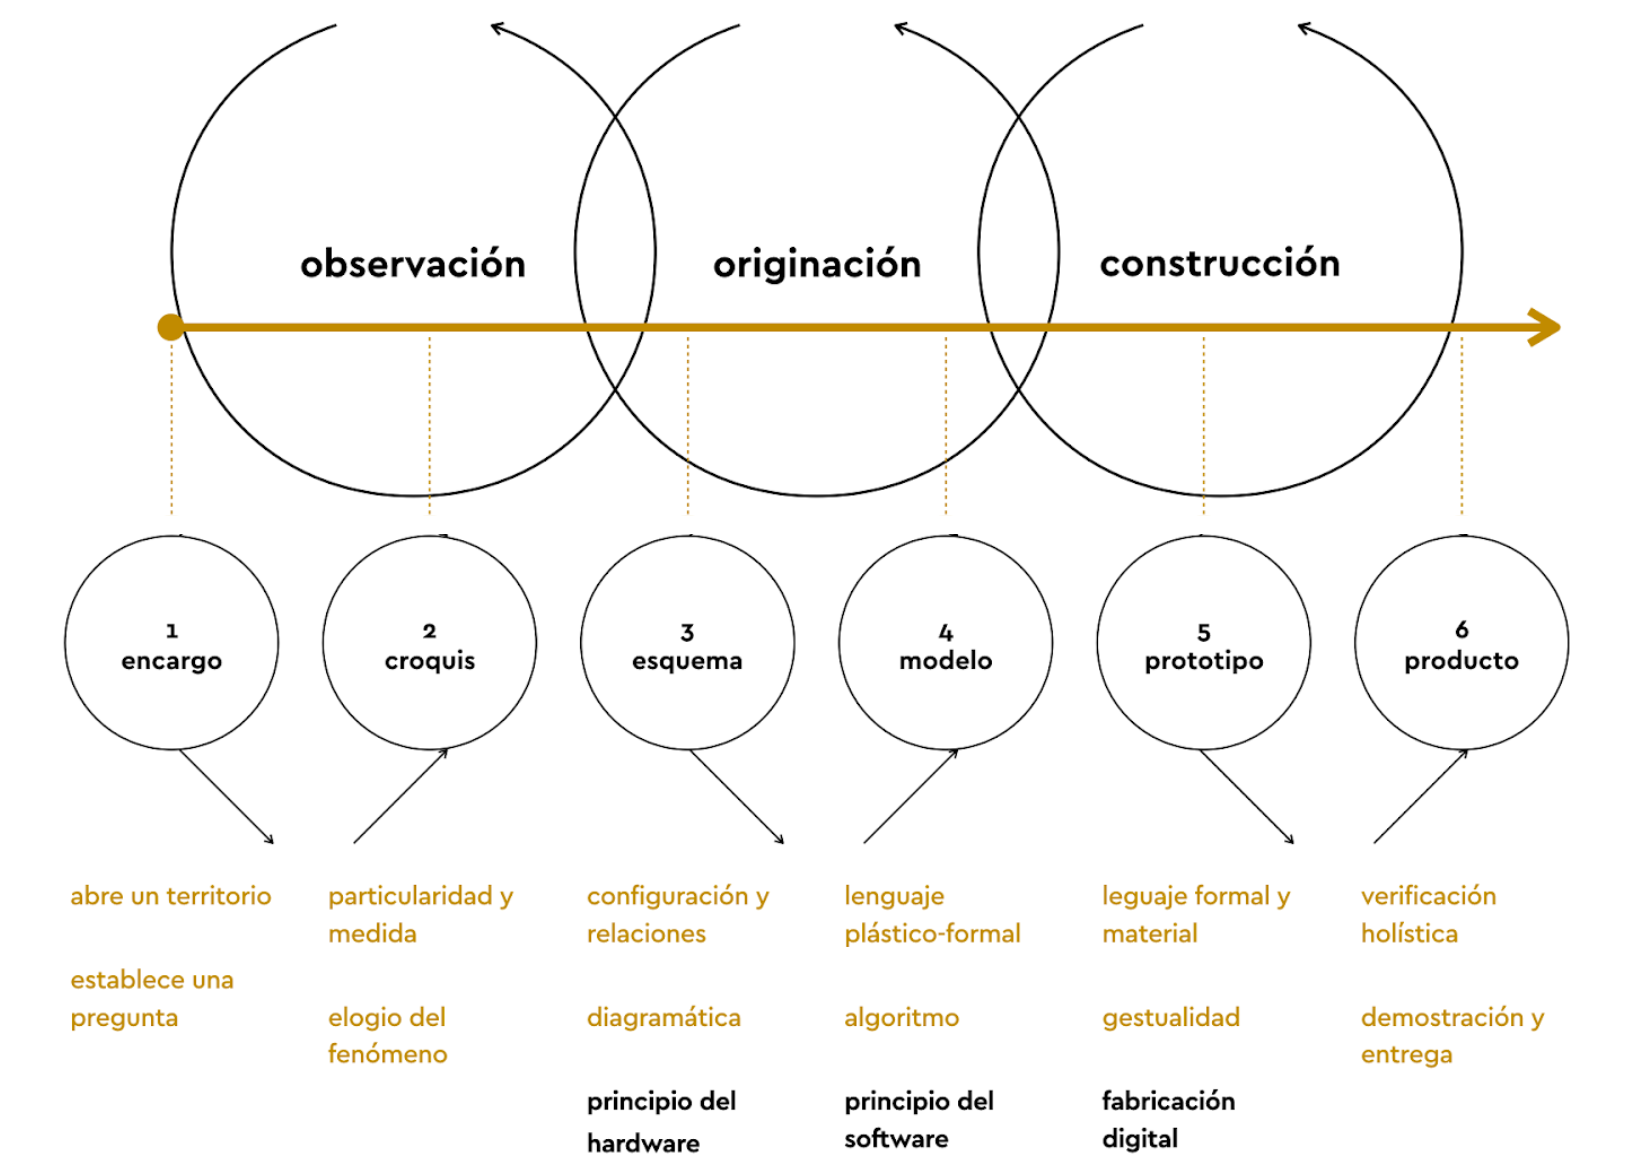 observación
originación
construcción
1
encargo
2
croquis
3
esquema
4
modelo
5
prototipo
6
producto
abre un territorio
establece una
pregunta
particularidad y
medida
elogio del
fenómeno
configuración y
relaciones
diagramática
principio del
hardware
lenguaje
plástico-formal
algoritmo
principio del
software
leguaje formal y
material
gestualidad
fabricación
digital
verificación
holística
demostración y
entrega